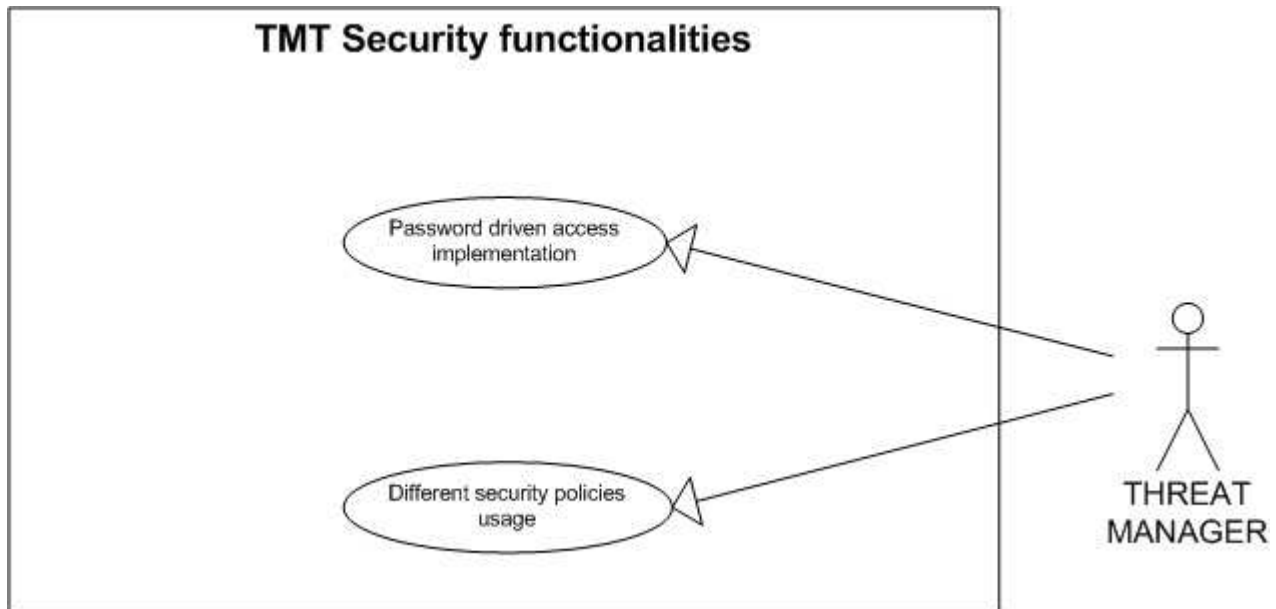 TMT Security functionalities
Password driven access
implementation
Different security policies
usage
THREAT
MANAGER